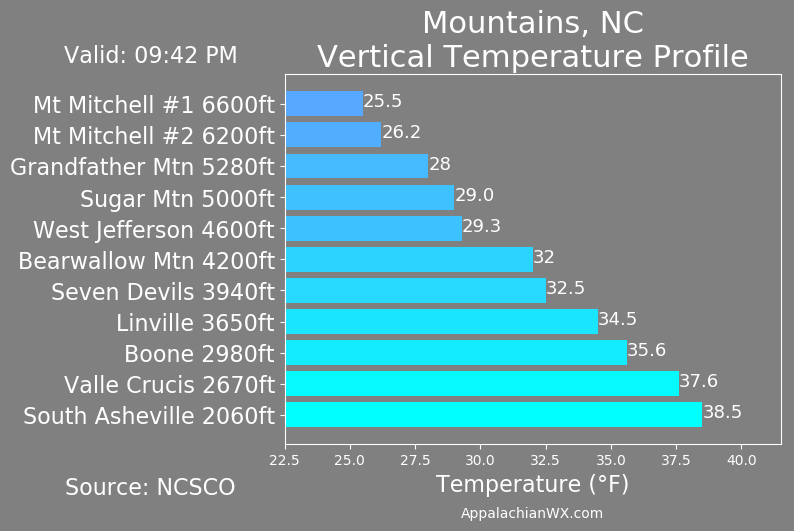 Mountains, NC
Vertical Temperature Profile
Valid: 09:42 PM
Mt Mitchell #1 6600ft 25.5
Mt Mitchell #2 6200ft 26.2
Grandfather Mtn 5280ft 28
Sugar Mtn 5000ft 29.0
West Jefferson 4600ft 29.3
Bearwallow Mtn 4200ft 32
Seven Devils 3940ft 32.5
Linville 3650ft 34.5
Boone 2980ft 35.6
Valle Crucis 2670ft 37.6
South Asheville 2060ft 38.5
22.5 25.0 27.5 30.0 32.5 35.0 37.5 40.0
Temperature (°F)
Source: NCSCO
AppalachianWX.com